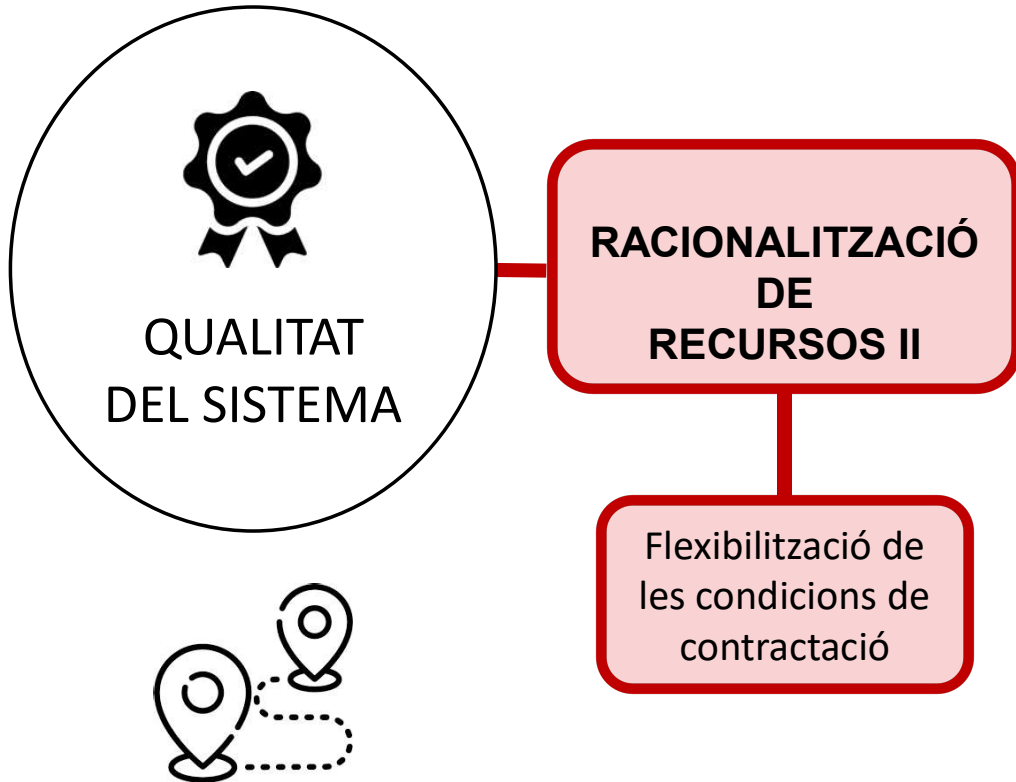 QUALITAT
DEL SISTEMA
RACIONALITZACIÓ
DE
RECURSOS II
Flexibilització de
les condicions de
contractació